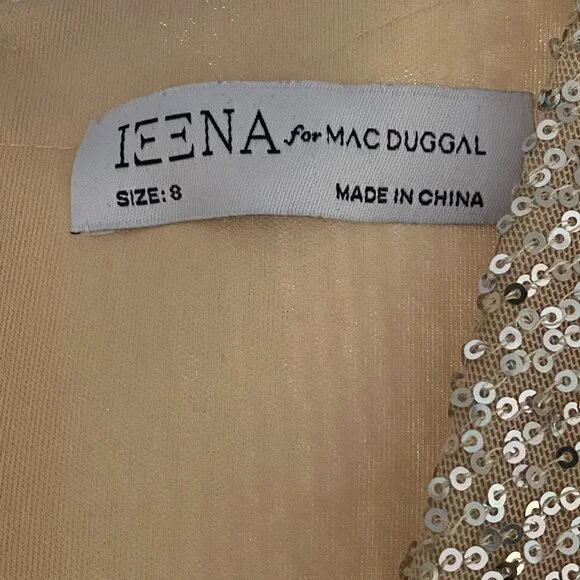 IEENA for MAC DUGGAL
SIZE: 8 MADE IN CHINA